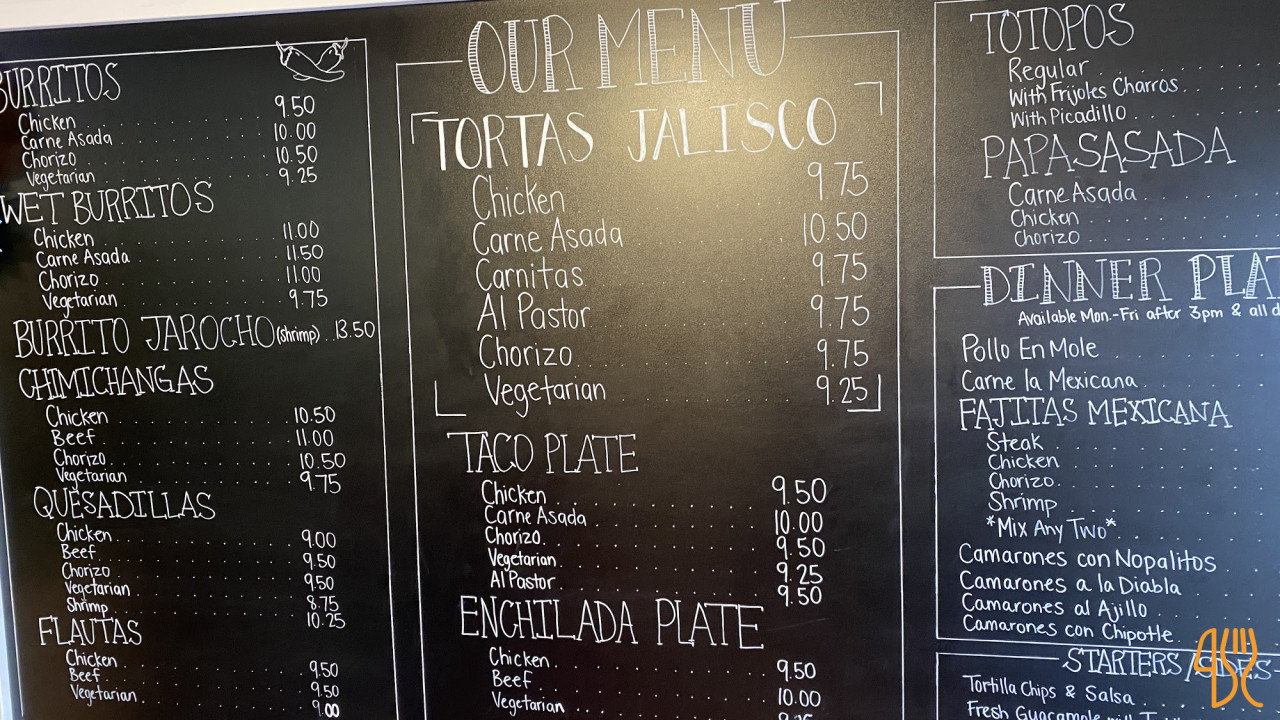 BURRITOS
Chicken 9.50
Carne Asada 10.00
Chorizo 10.50
Vegetarian 9.25
WET BURRITOS
Chicken 11.00
Carne Asada 11.50
Chorizo 11.00
Vegetarian 9.75
BURRITO JAROCHO (shrimp) 13.50
CHIMICHANGAS
Chicken 10.50
Beef 11.00
Chorizo 10.50
Vegetarian 9.75
QUESADILLAS
Chicken 9.00
Beef 9.50
Chorizo 9.50
Vegetarian 8.75
Shrimp 10.25
FLAUTAS
Chicken 9.50
Beef 9.50
Vegetarian 9.00
OUR MENU
TORTAS JALISCO
Chicken 9.75
Carne Asada 10.50
Carnitas 9.75
Al Pastor 9.75
Chorizo 9.75
Vegetarian 9.25
TACO PLATE
Chicken 9.50
Carne Asada 10.00
Chorizo 9.50
Vegetarian 9.25
Al Pastor 9.50
ENCHILADA PLATE
Chicken 9.50
Beef 10.00
Vegetarian
TOTOPOS
Regular
With Frijoles Charros
With Picadillo
PAPAS ASADA
Carne Asada
Chicken
Chorizo
DINNER
Available Mon.-Fri after 3pm & all
Pollo En Mole
Carne la Mexicana
FAJITAS MEXICANA
Steak
Chicken
Chorizo
Shrimp
*Mix Any Two*
Camarones con Nopalitos
Camarones a la Diabla
Camarones al Ajillo
Camarones con Chipotle
STARTERS/SIDES
Tortilla Chips & Salsa
Fresh Guacamole